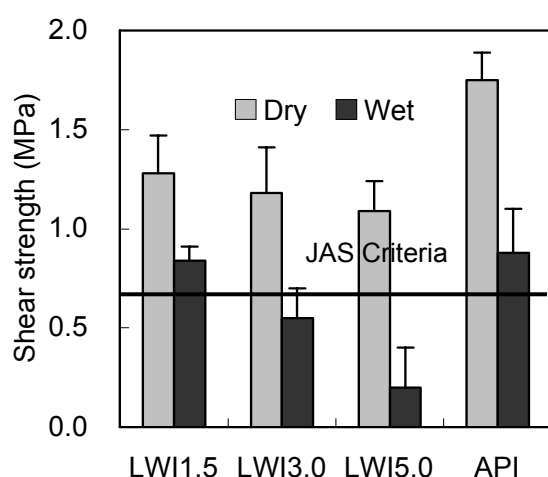 Shear strength (MPa)
2.0
1.5
1.0
0.5
0.0
Dry Wet
JAS Criteria
LWI1.5 LWI3.0 LWI5.0 API